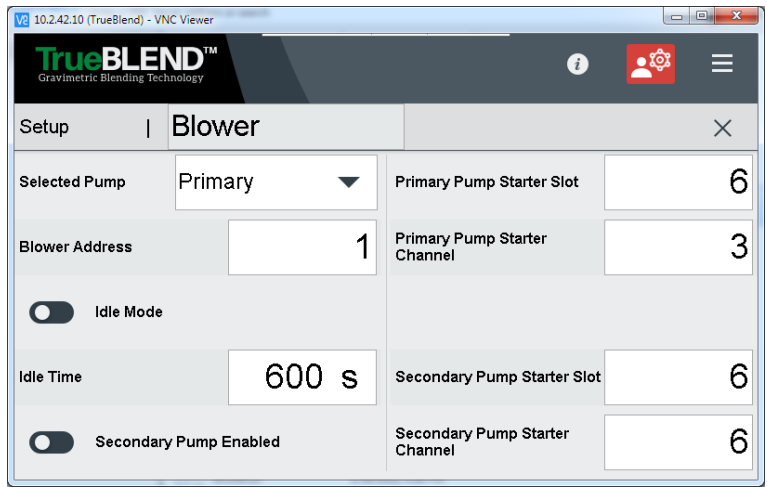 10.2.42.10 (TrueBlend) - VNC Viewer
TrueBLEND™
Gravimetric Blending Technology
Setup | Blower
Selected Pump Primary Primary Pump Starter Slot 6
Blower Address 1 Primary Pump Starter
Channel 3
Idle Mode
Idle Time 600 s Secondary Pump Starter Slot 6
Secondary Pump Enabled Secondary Pump Starter
Channel 6